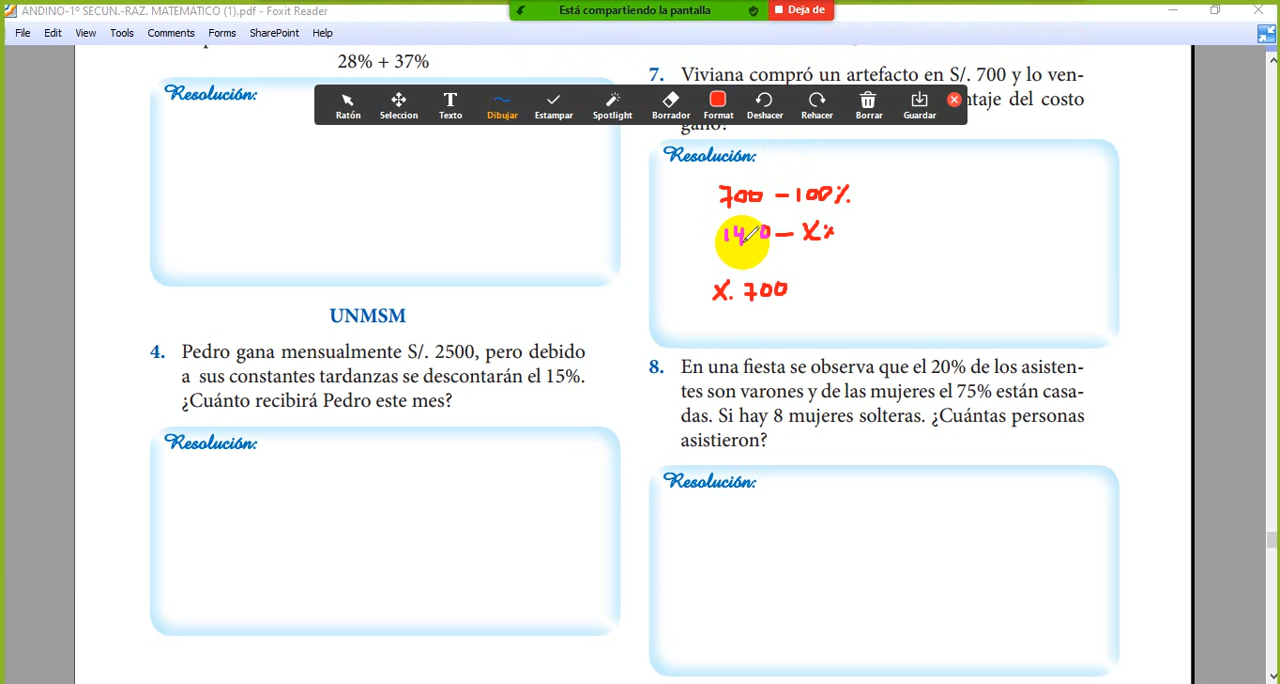 ANDINO-1º SECUN.-RAZ. MATEMATICO (1).pdf - Foxit Reader
Está compartiendo la pantalla
Deja de
File Edit View Tools Comments Forms SharePoint Help
28% + 37%
Resolución:
UNMSM
4. Pedro gana mensualmente S/. 2500, pero debido
a sus constantes tardanzas se descontarán el 15%.
¿Cuánto recibirá Pedro este mes?
Resolución:
Ratón Seleccion Texto Dibujar Estampar Spotlight Borrador Format Deshacer Rehacer Borrar Guardar
7. Viviana compró un artefacto en S/. 700 y lo ven-
ntaje del costo
ganó?
Resolución:
700 - 100%
140 - X%
X. 700
8. En una fiesta se observa que el 20% de los asisten-
tes son varones y de las mujeres el 75% están casa-
das. Si hay 8 mujeres solteras. ¿Cuántas personas
asistieron?
Resolución: